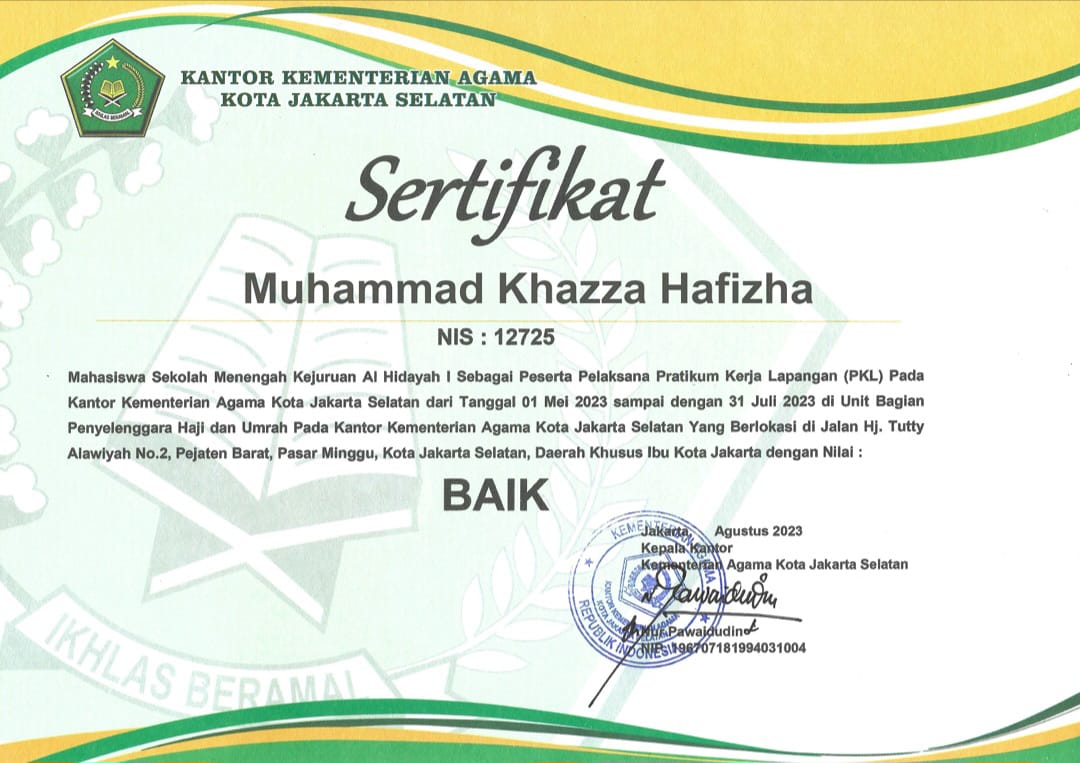 KANTOR KEMENTERIAN AGAMA
KOTA JAKARTA SELATAN
IKHLAS BERAMAL
Sertifikat
Muhammad Khazza Hafizha
NIS : 12725
Mahasiswa Sekolah Menengah Kejuruan Al Hidayah I Sebagai Peserta Pelaksana Pratikum Kerja Lapangan (PKL) Pada
Kantor Kementerian Agama Kota Jakarta Selatan dari Tanggal 01 Mei 2023 sampai dengan 31 Juli 2023 di Unit Bagian
Penyelenggara Haji dan Umrah Pada Kantor Kementerian Agama Kota Jakarta Selatan Yang Berlokasi di Jalan Hj. Tutty
Alawiyah No.2, Pejaten Barat, Pasar Minggu, Kota Jakarta Selatan, Daerah Khusus Ibu Kota Jakarta dengan Nilai :
BAIK
Jakarta, Agustus 2023
Kepala Kantor
Kementerian Agama Kota Jakarta Selatan
Nur Pawaidudin
NIP. 196707181994031004
KEMENTERIAN AGAMA
KANTOR KEMENTERIAN AGAMA
KOTA JAKARTA SELATAN
REPUBLIK INDONESIA
IKHLAS BERAMAL